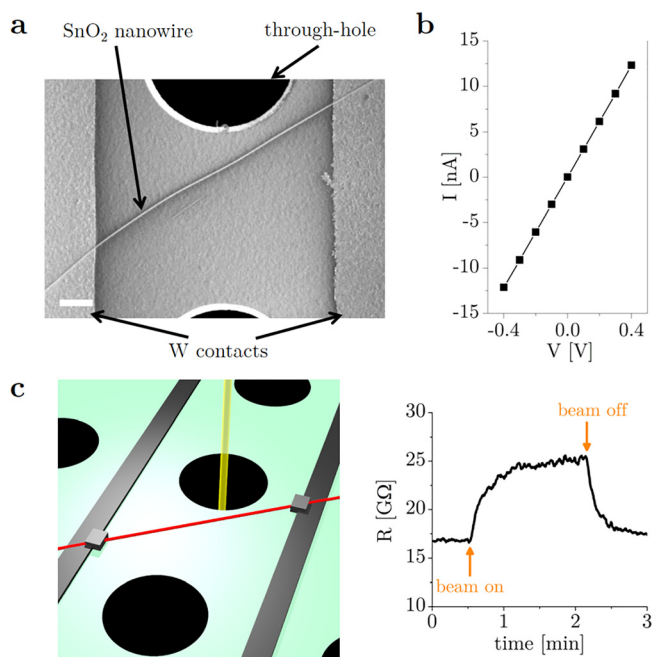 a
SnO₂ nanowire
through-hole
W contacts
b
I [nA]
15
10
5
0
-5
-10
-15
-0.4
0.0
0.4
V [V]
c
beam off
beam on
R [GΩ]
30
25
20
15
10
0
1
2
3
time [min]